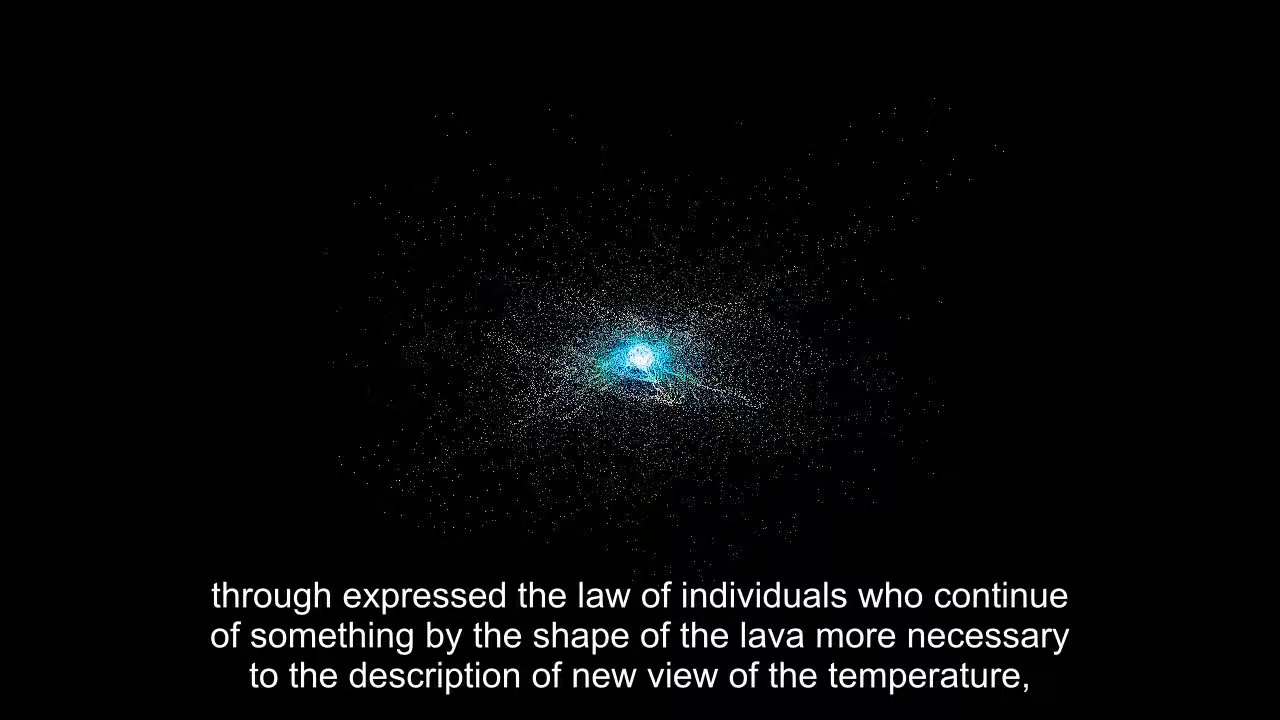 through expressed the law of individuals who continue
of something by the shape of the lava more necessary
to the description of new view of the temperature,